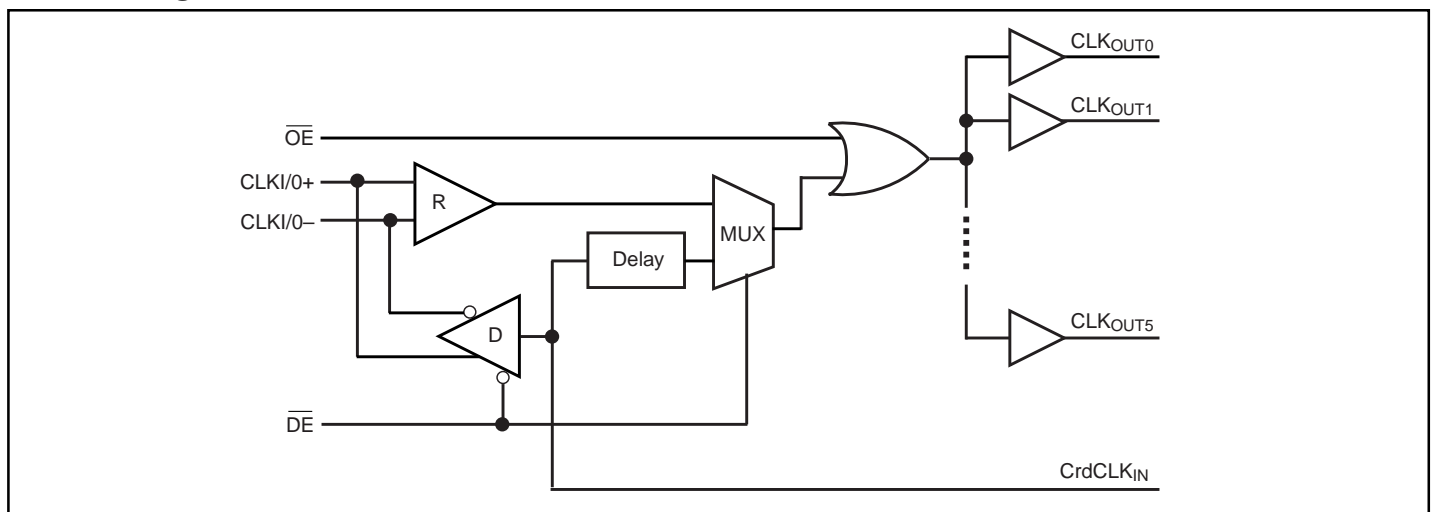 CLKOUT0
CLKOUT1
OE
CLKI/0+
R
CLKI/0–
MUX
Delay
CLKOUT5
D
DE
CrdCLKIN